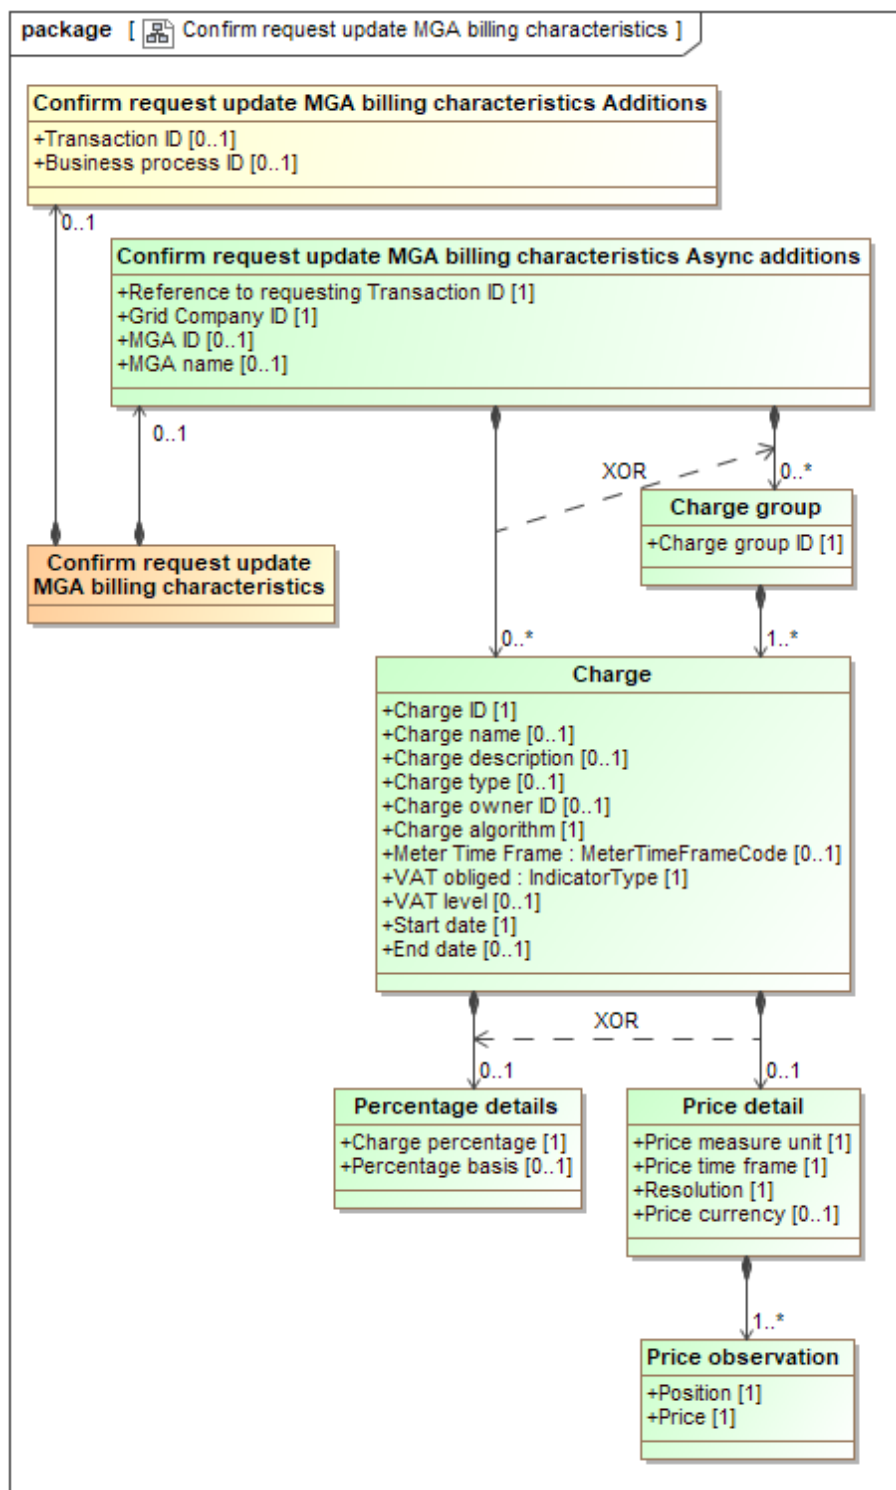 package [ Confirm request update MGA billing characteristics ]
Confirm request update MGA billing characteristics Additions
+Transaction ID [0..1]
+Business process ID [0..1]
0..1
Confirm request update MGA billing characteristics Async additions
+Reference to requesting Transaction ID [1]
+Grid Company ID [1]
+MGA ID [0..1]
+MGA name [0..1]
0..1
XOR
0..*
Charge group
+Charge group ID [1]
Confirm request update
MGA billing characteristics
0..*
1..*
Charge
+Charge ID [1]
+Charge name [0..1]
+Charge description [0..1]
+Charge type [0..1]
+Charge owner ID [0..1]
+Charge algorithm [1]
+Meter Time Frame : MeterTimeFrameCode [0..1]
+VAT obliged : IndicatorType [1]
+VAT level [0..1]
+Start date [1]
+End date [0..1]
XOR
0..1
0..1
Percentage details
+Charge percentage [1]
+Percentage basis [0..1]
Price detail
+Price measure unit [1]
+Price time frame [1]
+Resolution [1]
+Price currency [0..1]
1..*
Price observation
+Position [1]
+Price [1]